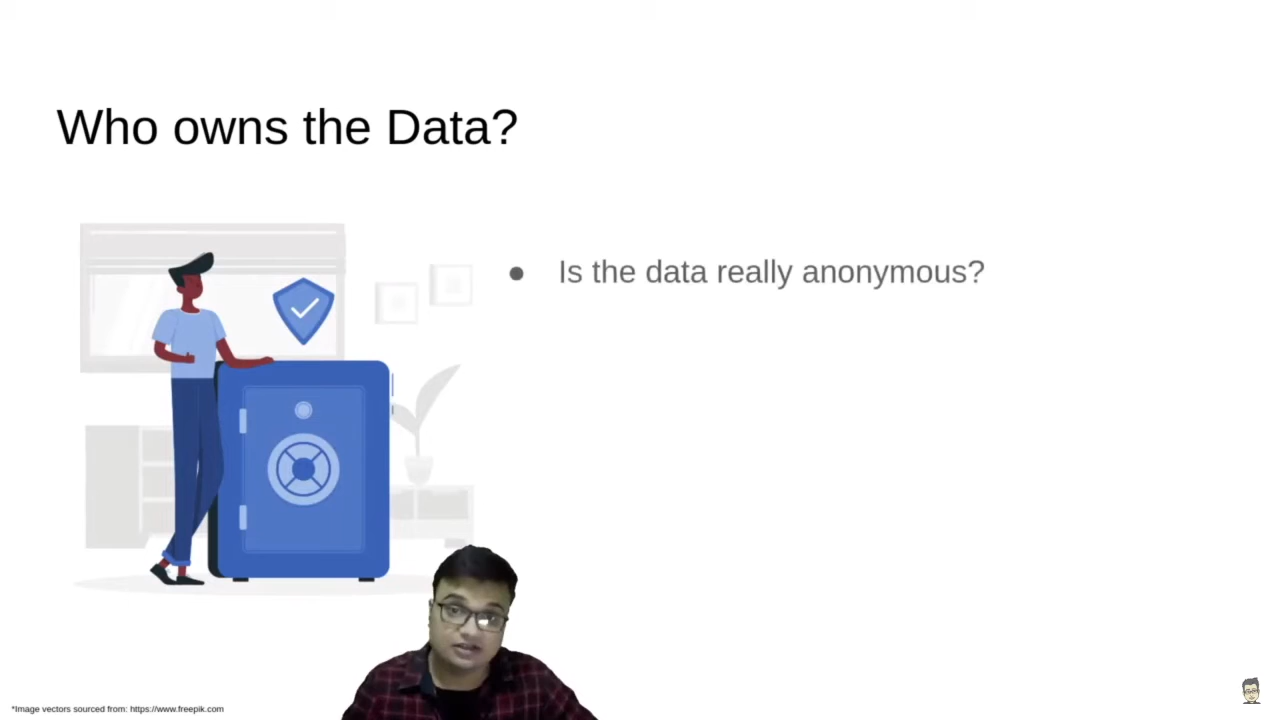 Who owns the Data?
● Is the data really anonymous?
*Image vectors sourced from: https://www.freepik.com